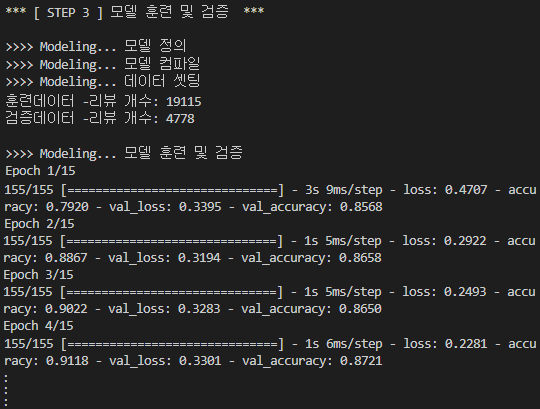 *** [ STEP 3 ] 모델 훈련 및 검증  ***
>>>> Modeling... 모델 정의
>>>> Modeling... 모델 컴파일
>>>> Modeling... 데이터 셋팅
훈련데이터 -리뷰 개수: 19115
검증데이터 -리뷰 개수: 4778
>>>> Modeling... 모델 훈련 및 검증
Epoch 1/15
155/155 [==============================] - 3s 9ms/step - loss: 0.4707 - accu
racy: 0.7920 - val_loss: 0.3395 - val_accuracy: 0.8568
Epoch 2/15
155/155 [==============================] - 1s 5ms/step - loss: 0.2922 - accu
racy: 0.8867 - val_loss: 0.3194 - val_accuracy: 0.8658
Epoch 3/15
155/155 [==============================] - 1s 5ms/step - loss: 0.2493 - accu
racy: 0.9022 - val_loss: 0.3283 - val_accuracy: 0.8650
Epoch 4/15
155/155 [==============================] - 1s 6ms/step - loss: 0.2281 - accu
racy: 0.9118 - val_loss: 0.3301 - val_accuracy: 0.8721
:
:
: